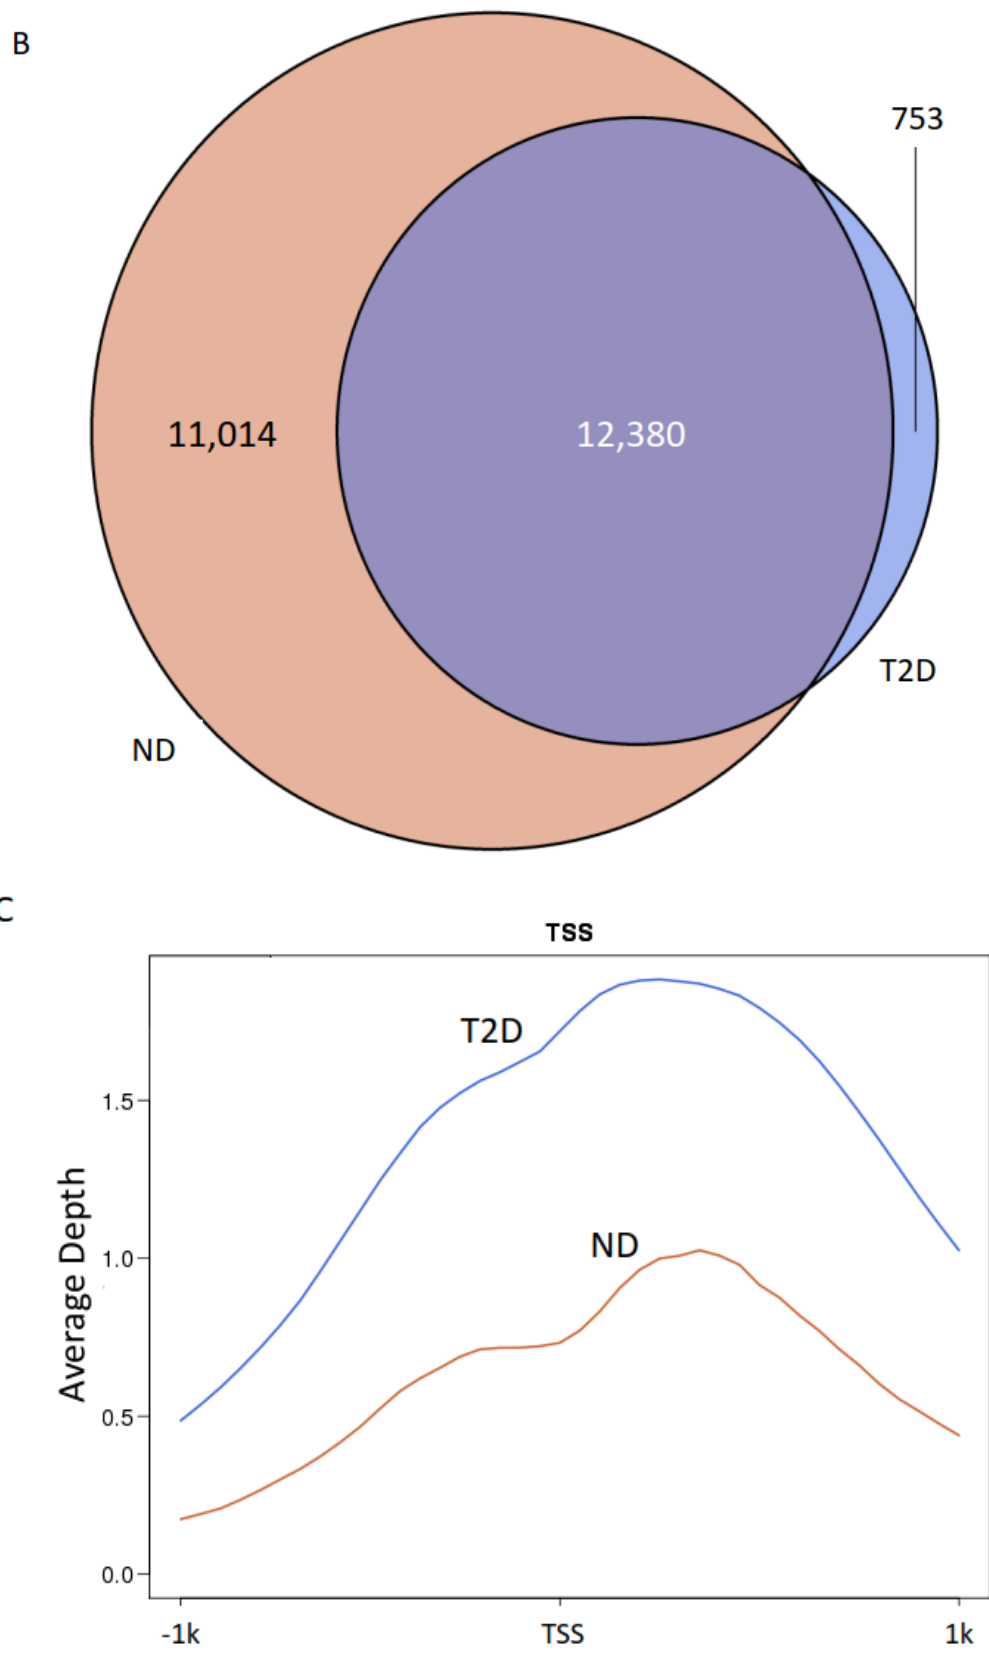 B
753
11,014
12,380
T2D
ND
C
TSS
T2D
1.5
ND
1.0
Average Depth
0.5
0.0
-1k
TSS
1k